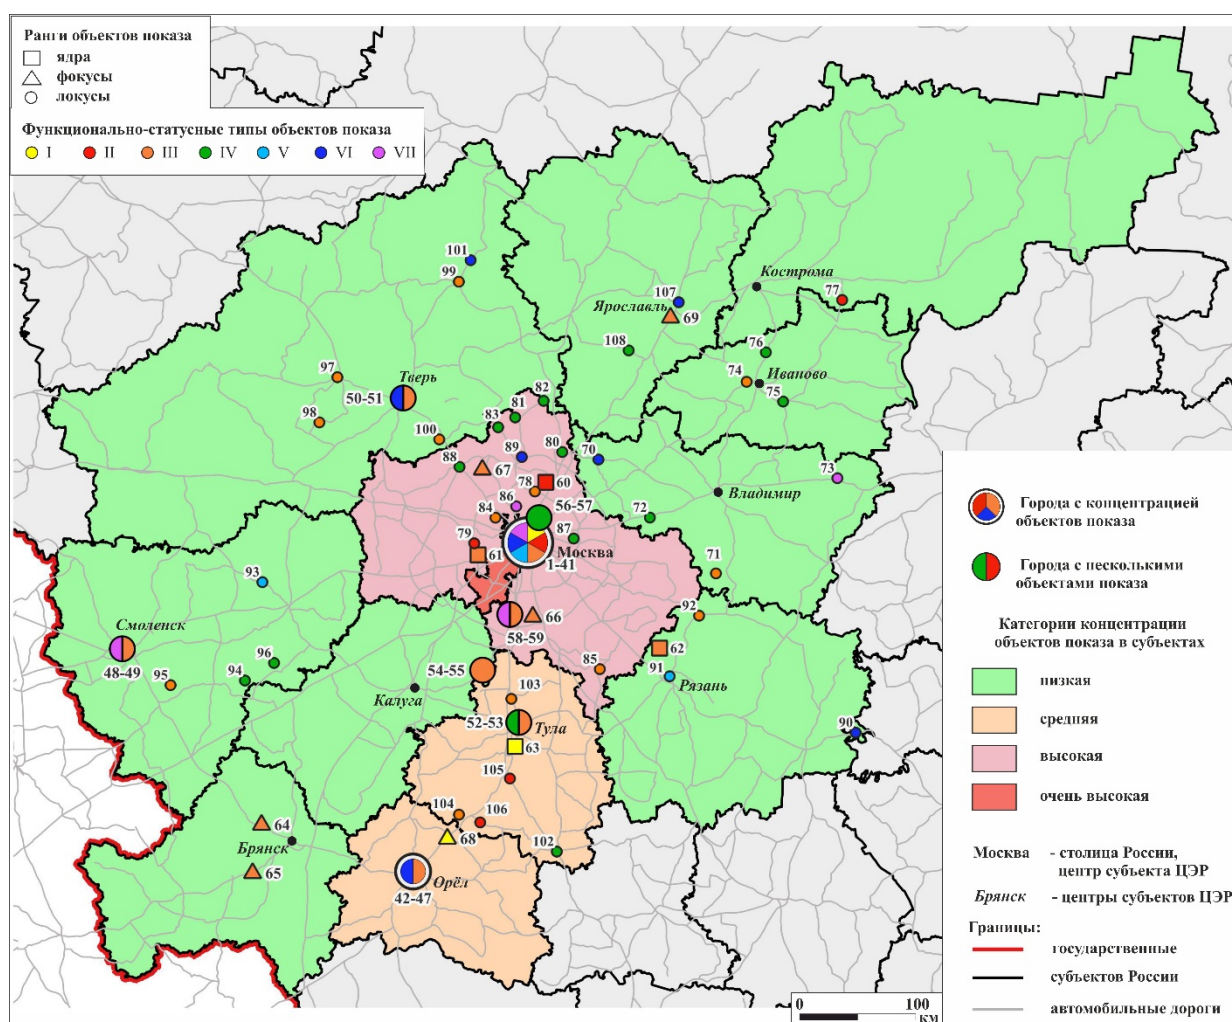 Ранги объектов показа
ядра
фокусы
локусы
Функционально-статусные типы объектов показа
I II III IV V VI VII
101
99
Кострома
77
107
Ярославль
69
108
76
74
Иваново
75
97
Тверь
50-51
98
100
82
81
83
80
89
88
67
78
60
70
73
Владимир
86
56-57
84
72
87
79
61
Москва
1-41
71
93
92
66
58-59
Смоленск
48-49
96
94
95
62
91
Рязань
85
54-55
Калуга
103
52-53
Тула
90
63
105
104
106
68
102
64
Брянск
65
Орёл
42-47
Города с концентрацией
объектов показа
Города с несколькими
объектами показа
Категории концентрации
объектов показа в субъектах
низкая
средняя
высокая
очень высокая
Москва - столица России,
центр субъекта ЦЭР
Брянск - центры субъектов ЦЭР
Границы:
государственные
субъектов России
автомобильные дороги
0 100
км